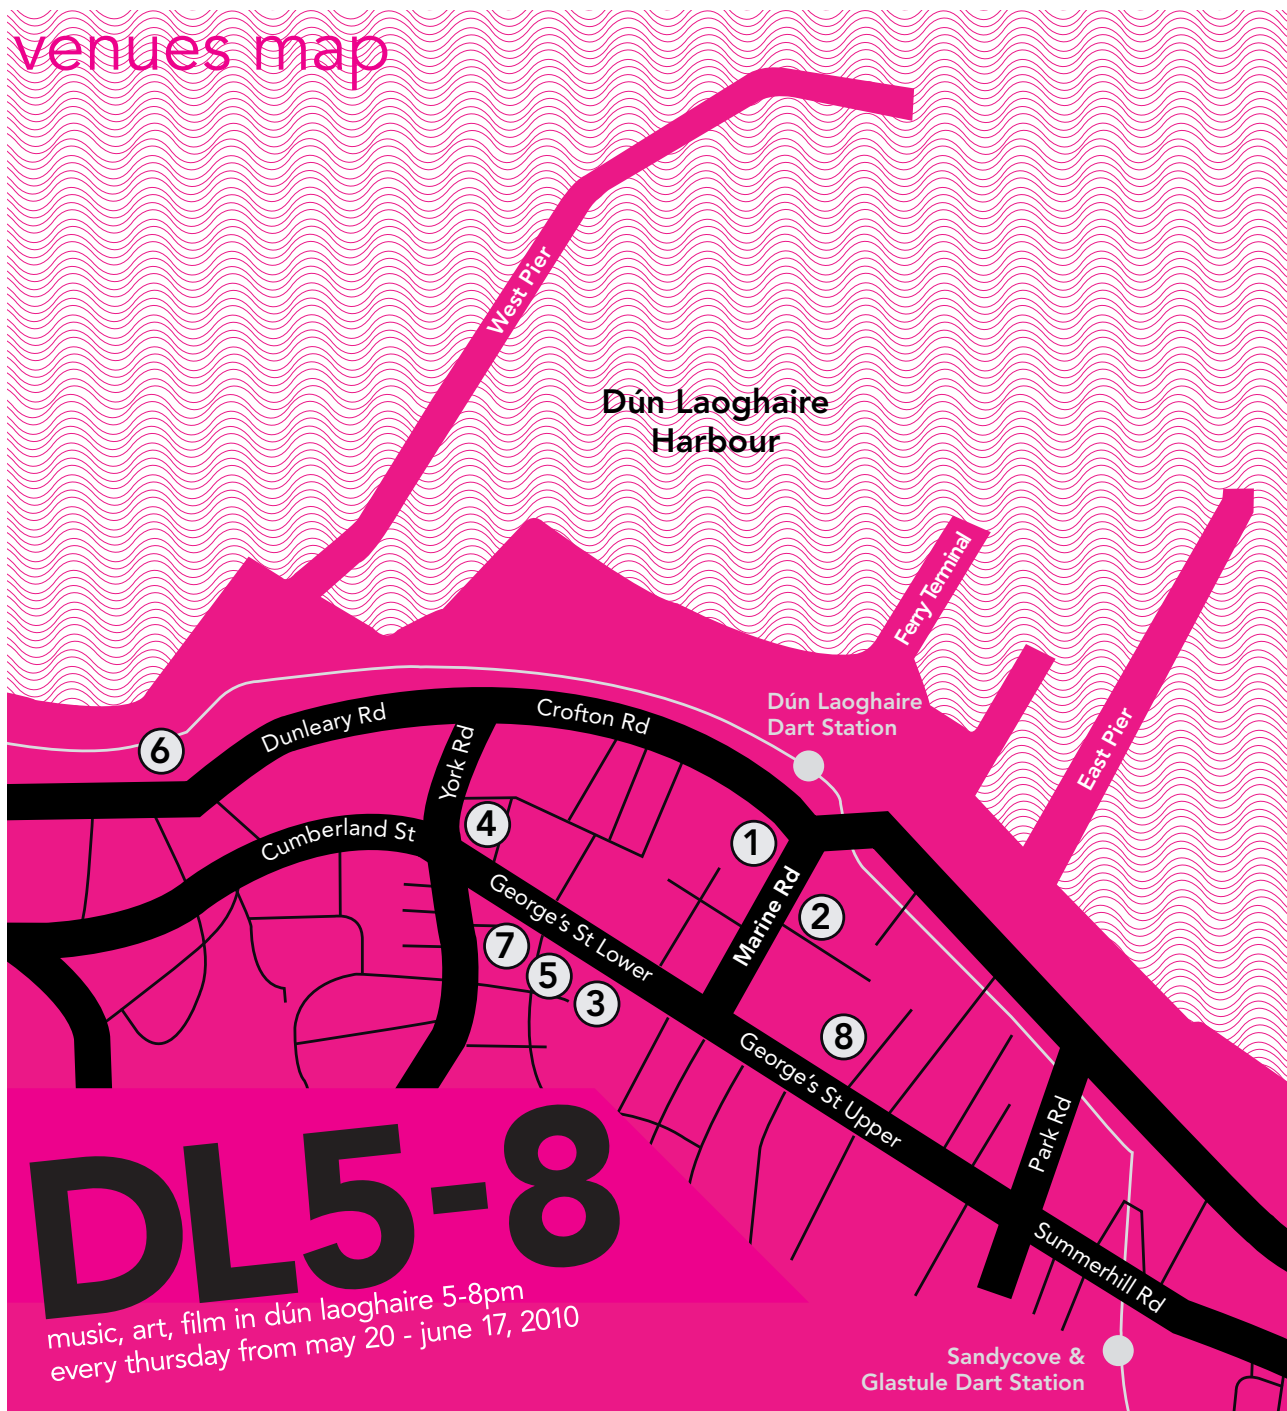 venues map
West Pier
Dún Laoghaire
Harbour
Ferry Terminal
East Pier
Dún Laoghaire
Dart Station
6
Dunleary Rd
Crofton Rd
York Rd
Cumberland St
4
1
Marine Rd
2
George's St Lower
7
5
3
8
George's St Upper
Park Rd
Summerhill Rd
Sandycove &
Glastule Dart Station
DL5-8
music, art, film in dún laoghaire 5-8pm
every thursday from may 20 - june 17, 2010